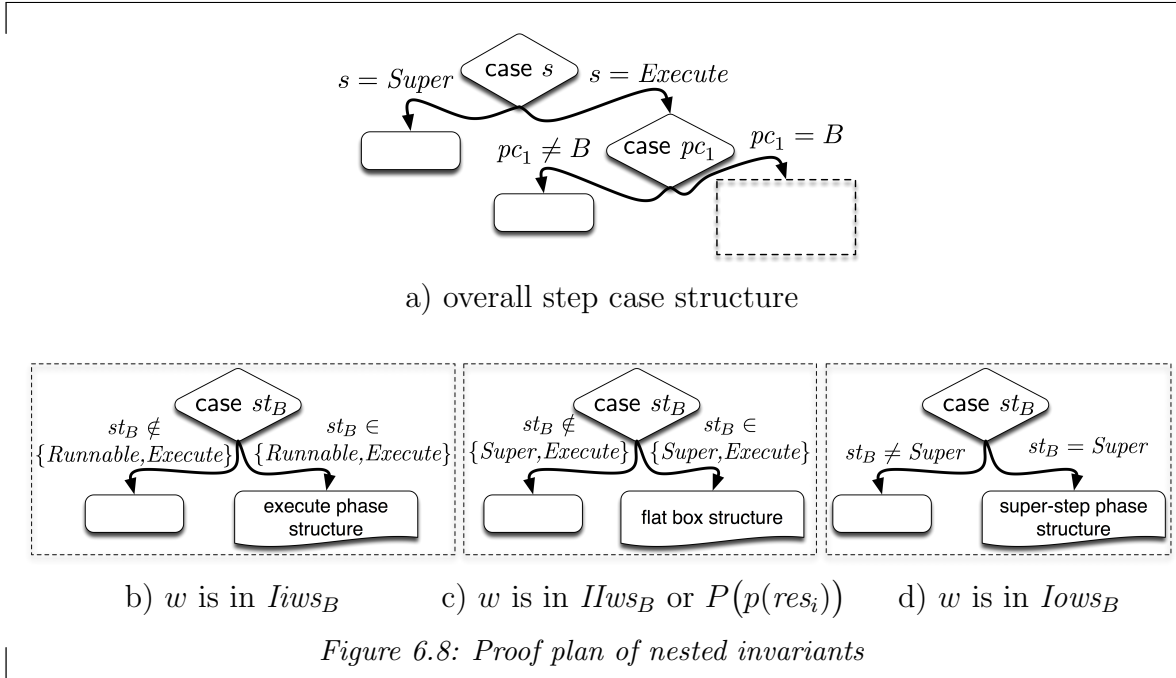 case s
s = Super
s = Execute
case pc₁
pc₁ ≠ B
pc₁ = B
a) overall step case structure
case st_B
st_B ∉
{Runnable,Execute}
st_B ∈
{Runnable,Execute}
execute phase
structure
case st_B
st_B ∉
{Super,Execute}
st_B ∈
{Super,Execute}
flat box structure
case st_B
st_B ≠ Super
st_B = Super
super-step phase
structure
b) w is in Iiws_B
c) w is in IIws_B or P(p(res_i))
d) w is in Iows_B
Figure 6.8: Proof plan of nested invariants